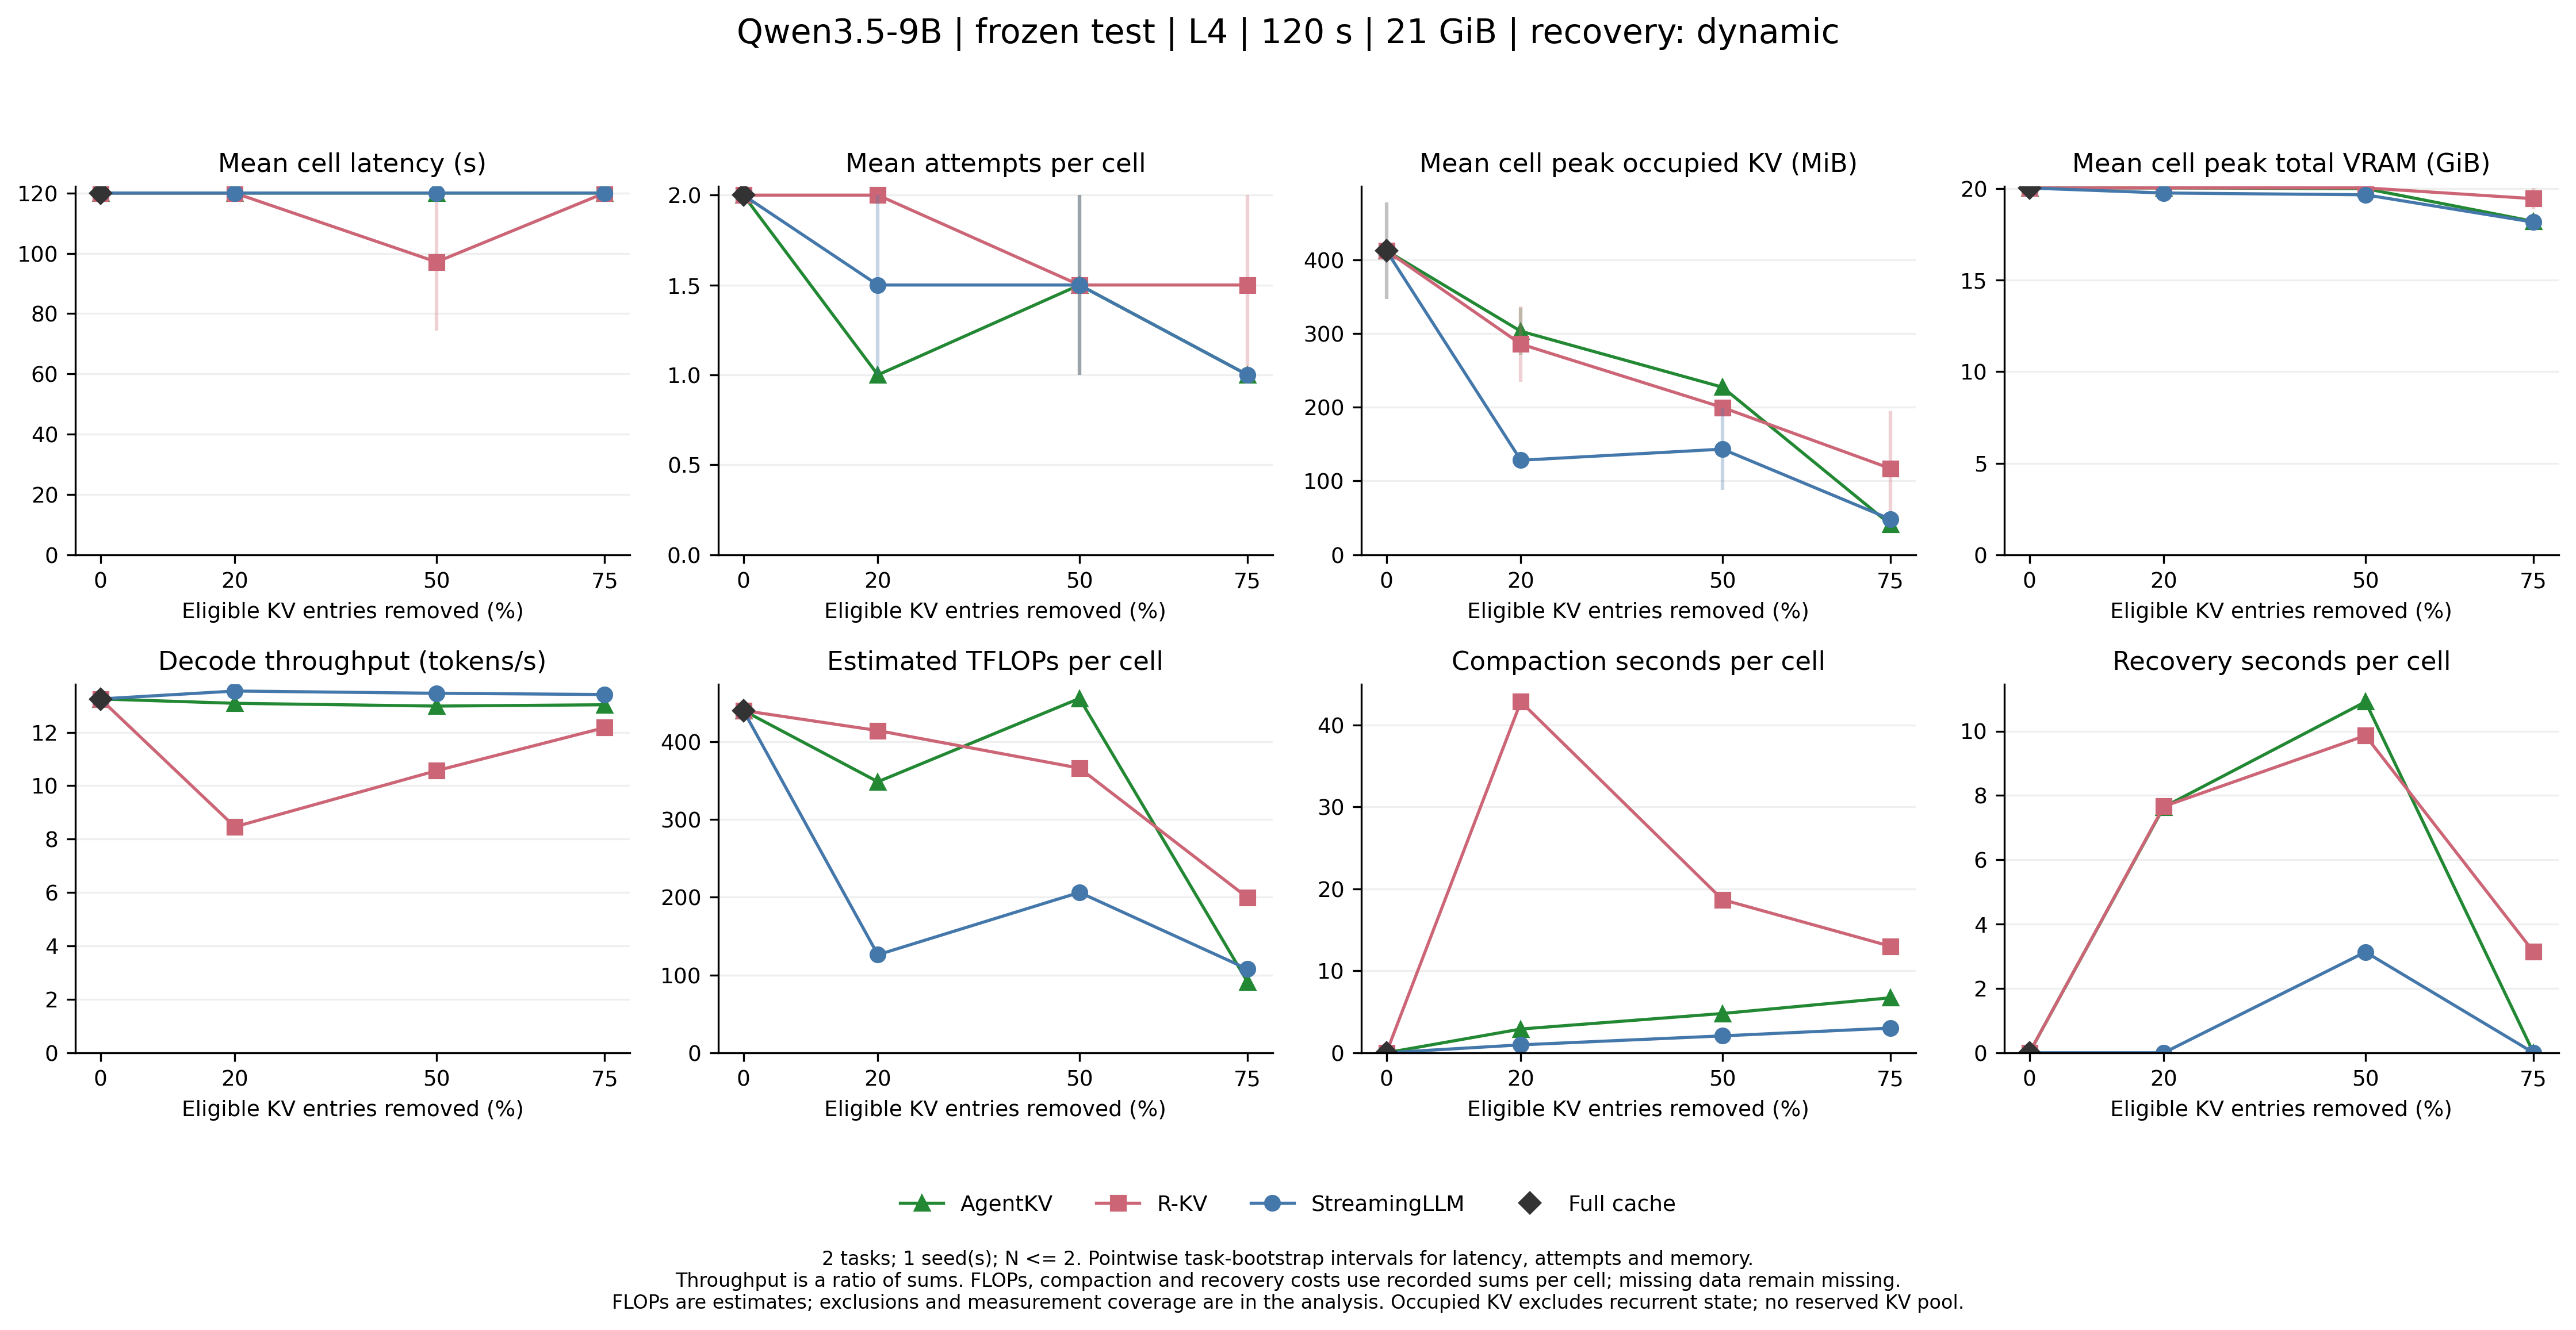 Qwen3.5-9B | frozen test | L4 | 120 s | 21 GiB | recovery: dynamic
Mean cell latency (s)
120
100
80
60
40
20
0
0 20 50 75
Eligible KV entries removed (%)
Mean attempts per cell
2.0
1.5
1.0
0.5
0.0
0 20 50 75
Eligible KV entries removed (%)
Mean cell peak occupied KV (MiB)
400
300
200
100
0
0 20 50 75
Eligible KV entries removed (%)
Mean cell peak total VRAM (GiB)
20
15
10
5
0
0 20 50 75
Eligible KV entries removed (%)
Decode throughput (tokens/s)
12
10
8
6
4
2
0
0 20 50 75
Eligible KV entries removed (%)
Estimated TFLOPs per cell
400
300
200
100
0
0 20 50 75
Eligible KV entries removed (%)
Compaction seconds per cell
40
30
20
10
0
0 20 50 75
Eligible KV entries removed (%)
Recovery seconds per cell
10
8
6
4
2
0
0 20 50 75
Eligible KV entries removed (%)
AgentKV R-KV StreamingLLM Full cache
2 tasks; 1 seed(s); N <= 2. Pointwise task-bootstrap intervals for latency, attempts and memory.
Throughput is a ratio of sums. FLOPs, compaction and recovery costs use recorded sums per cell; missing data remain missing.
FLOPs are estimates; exclusions and measurement coverage are in the analysis. Occupied KV excludes recurrent state; no reserved KV pool.